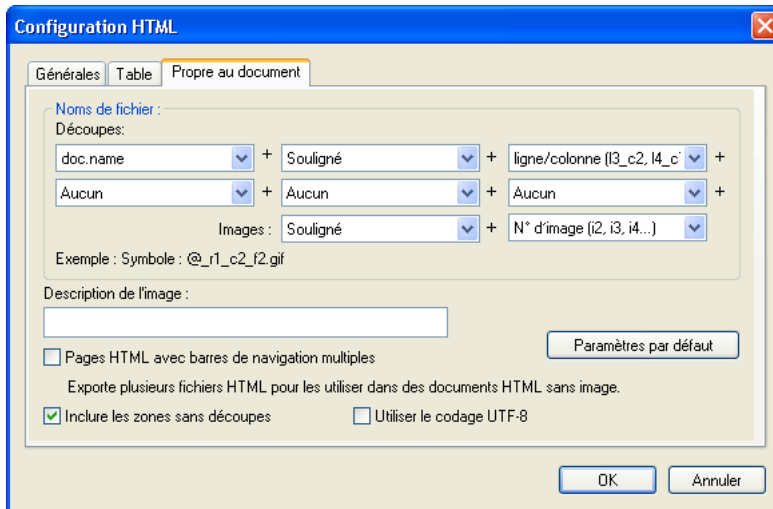 Configuration HTML
Générales Table Propre au document
Noms de fichier :
Découpes:
doc.name + Souligné + ligne/colonne (l3_c2, l4_c +
Aucun + Aucun + Aucun +
Images : Souligné + N° d'image (i2, i3, i4...)
Exemple : Symbole : @_r1_c2_f2.gif
Description de l'image :
Paramètres par défaut
Pages HTML avec barres de navigation multiples
Exporte plusieurs fichiers HTML pour les utiliser dans des documents HTML sans image.
Inclure les zones sans découpes Utiliser le codage UTF-8
OK Annuler